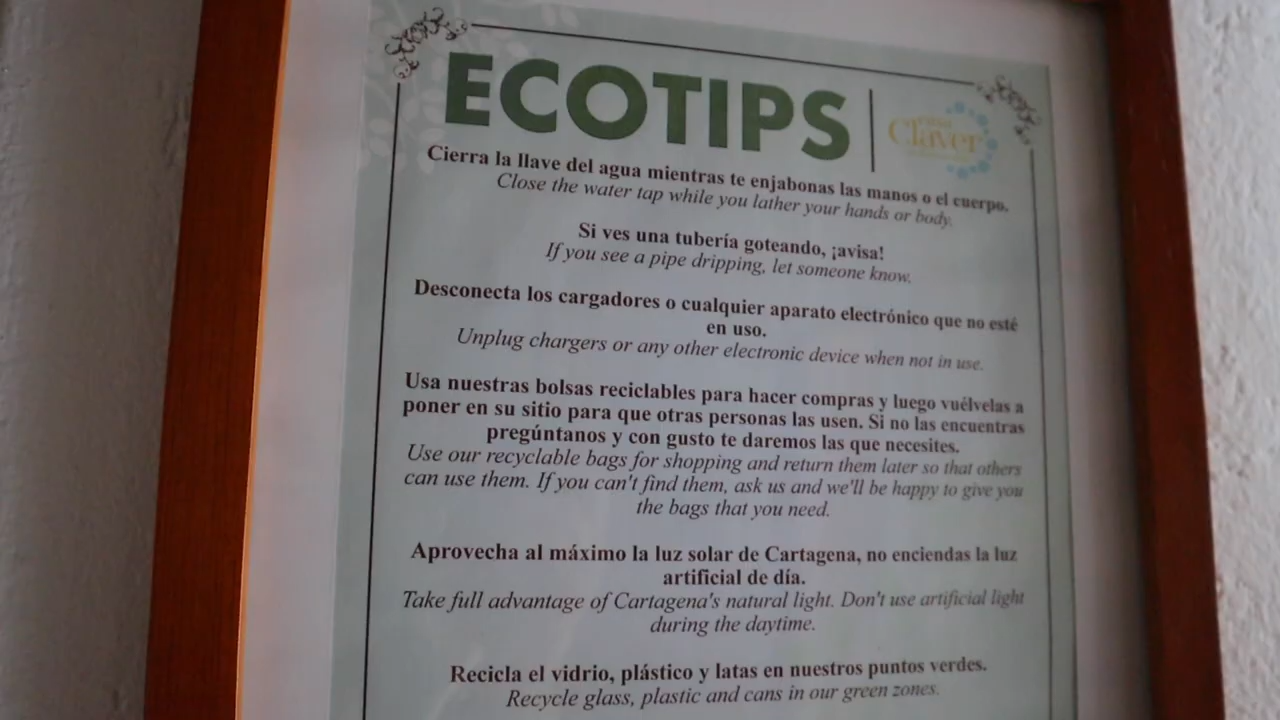 ECOTIPS
Claver
Cierra la llave del agua mientras te enjabonas las manos o el cuerpo.
Close the water tap while you lather your hands or body.
Si ves una tubería goteando, ¡avisa!
If you see a pipe dripping, let someone know.
Desconecta los cargadores o cualquier aparato electrónico que no esté
en uso.
Unplug chargers or any other electronic device when not in use.
Usa nuestras bolsas reciclables para hacer compras y luego vuélvelas a
poner en su sitio para que otras personas las usen. Si no las encuentras
pregúntanos y con gusto te daremos las que necesites.
Use our recyclable bags for shopping and return them later so that others
can use them. If you can't find them, ask us and we'll be happy to give you
the bags that you need.
Aprovecha al máximo la luz solar de Cartagena, no enciendas la luz
artificial de día.
Take full advantage of Cartagena's natural light. Don't use artificial light
during the daytime.
Recicla el vidrio, plástico y latas en nuestros puntos verdes.
Recycle glass, plastic and cans in our green zones.